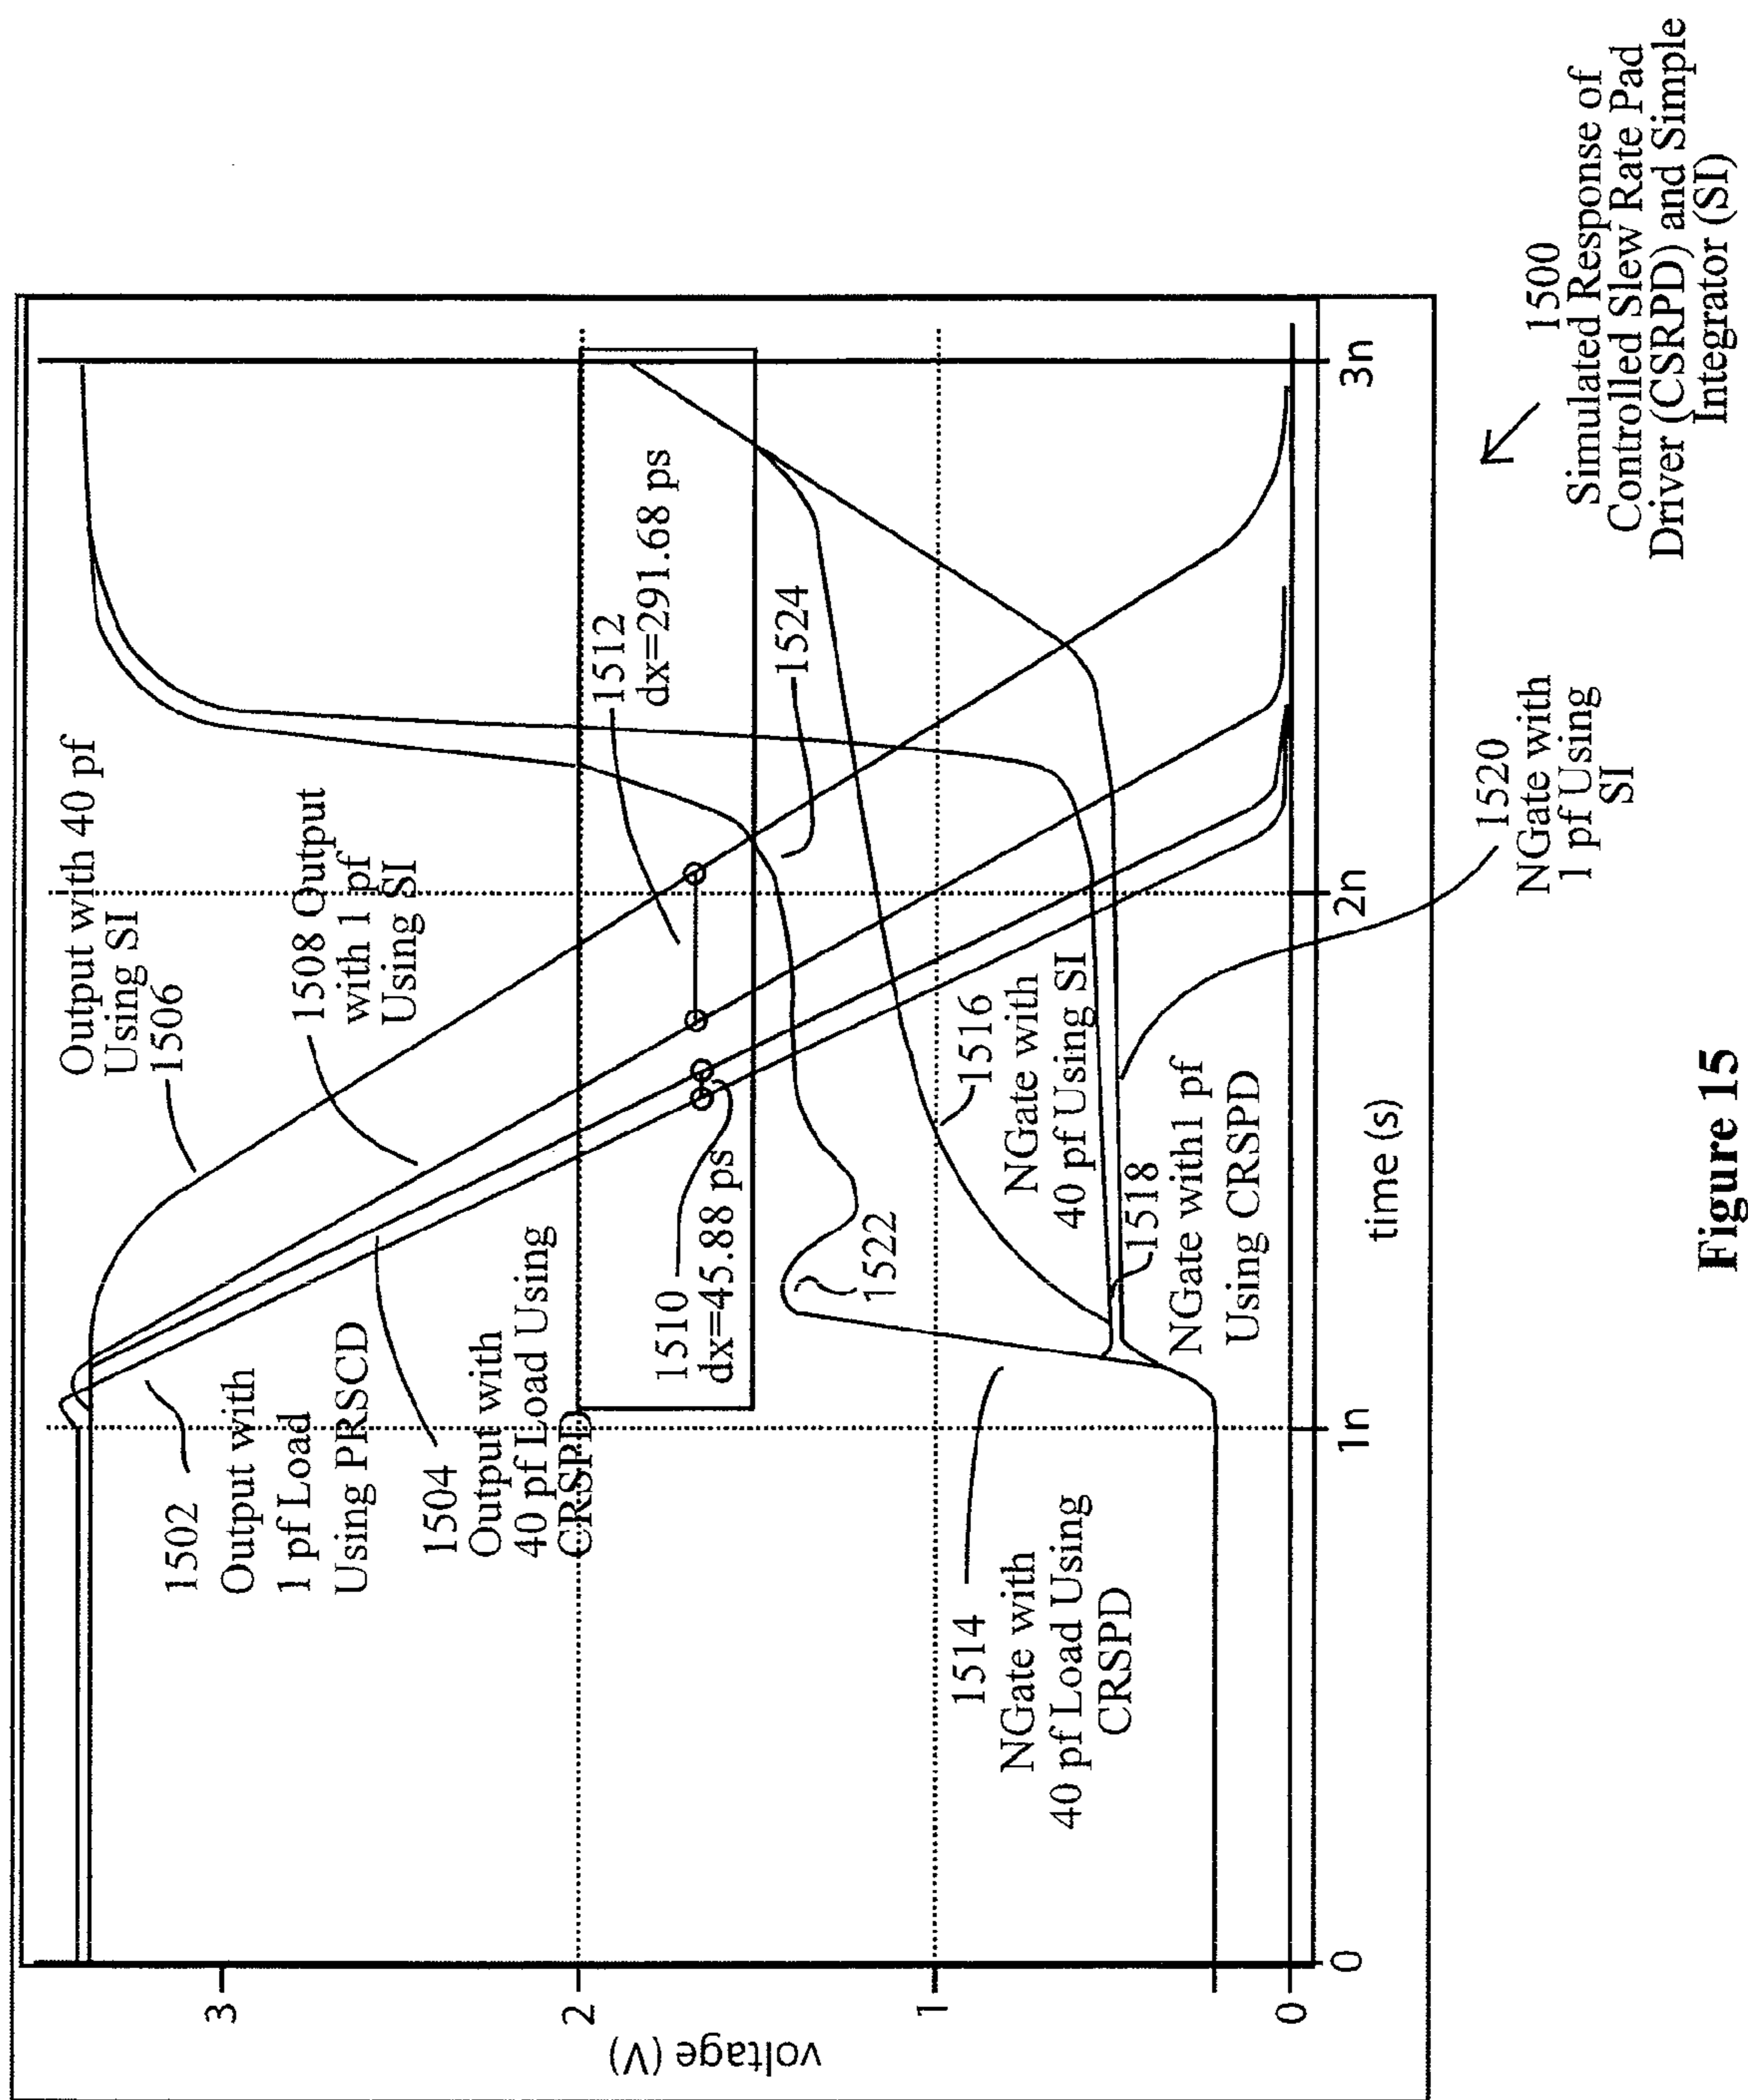 Output with 40 pf
Using SI
1506
1508 Output
with 1 pf
Using SI
1502
Output with
1 pf Load
Using PRSCD
1504
Output with
40 pf Load Using
CRSPD
1510
dx=45.88 ps
1512
dx=291.68 ps
1524
1522
1514
NGate with
40 pf Load Using
CRSPD
1516
NGate with
40 pf Using SI
1518
NGate with1 pf
Using CRSPD
1520
NGate with
1 pf Using
SI
voltage (V)
3
2
1
0
0
1n
2n
3n
time (s)
1500
Simulated Response of
Controlled Slew Rate Pad
Driver (CSRPD) and Simple
Integrator (SI)
Figure 15